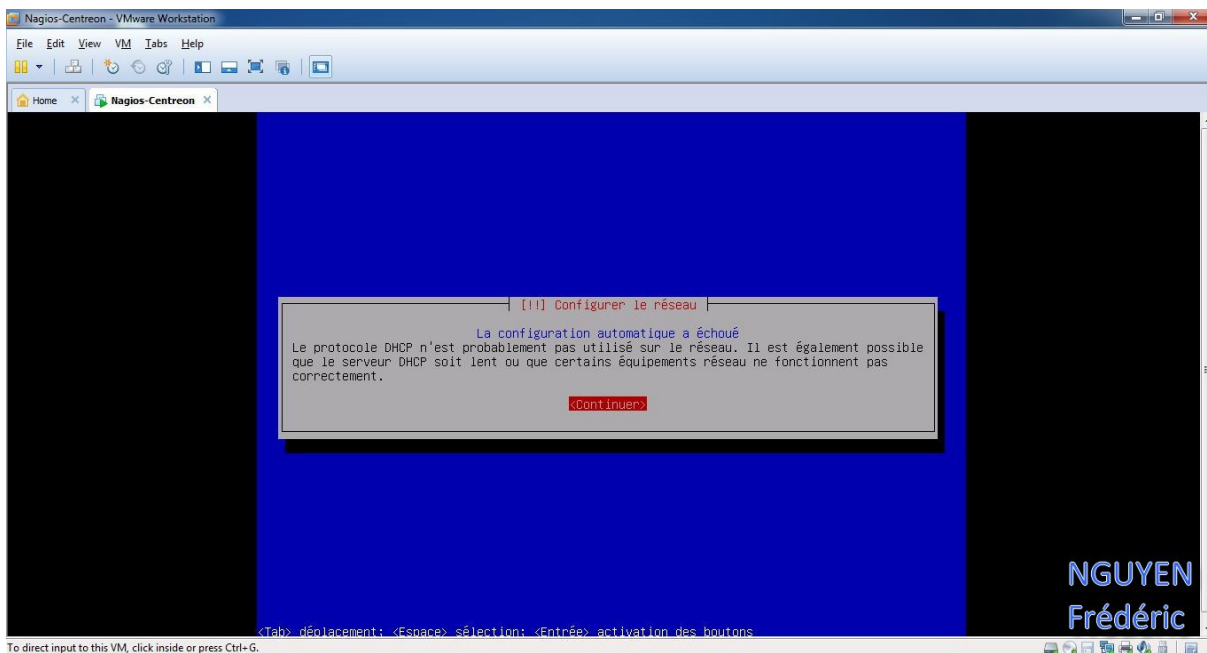 Nagios-Centreon - VMware Workstation
File Edit View VM Tabs Help
Home
Nagios-Centreon
[!!] Configurer le réseau
La configuration automatique a échoué
Le protocole DHCP n'est probablement pas utilisé sur le réseau. Il est également possible
que le serveur DHCP soit lent ou que certains équipements réseau ne fonctionnent pas
correctement.
<Continuer>
NGUYEN
Frédéric
<Tab> déplacement; <Espace> sélection; <Entrée> activation des boutons
To direct input to this VM, click inside or press Ctrl+G.